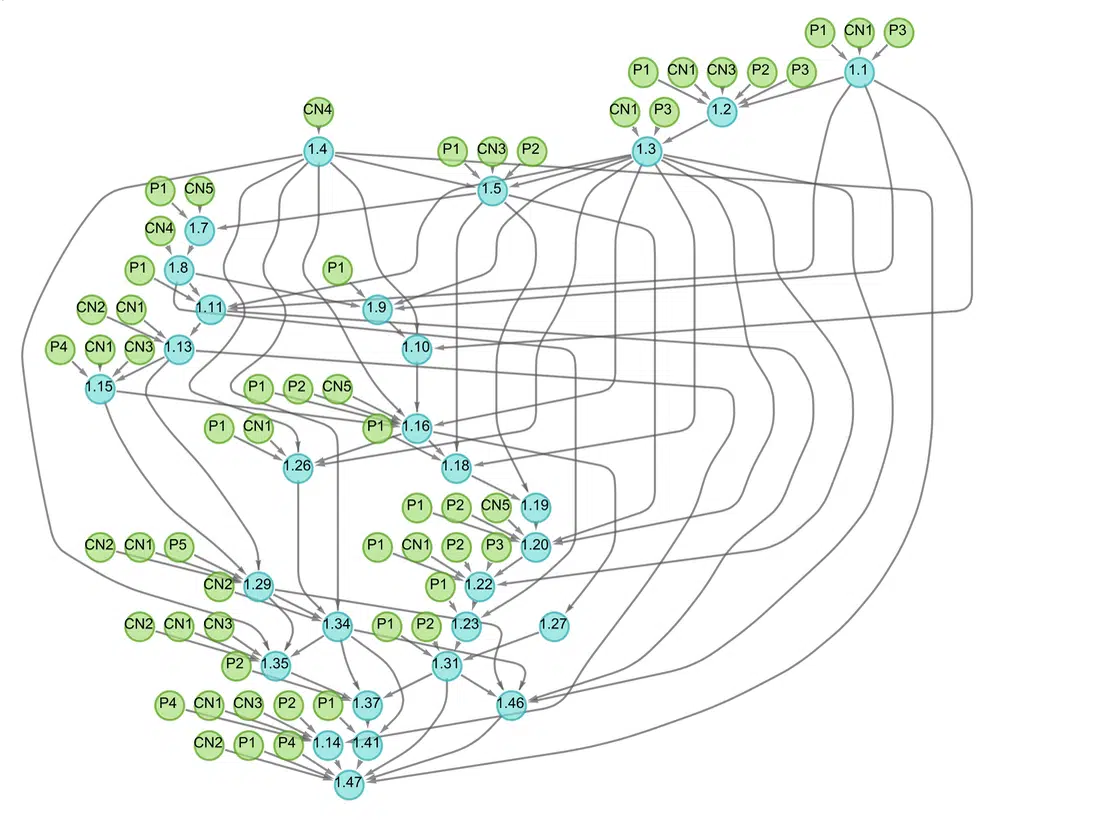 P1 CN1 P3
P1 CN1 CN3 P2 P3 1.1
CN4 CN1 P3 1.2
1.4 P1 CN3 P2 1.3
P1 CN5 1.5
CN4 1.7
P1 1.8 P1
CN2 CN1 1.11 1.9
P4 CN1 CN3 1.13 1.10
1.15 P1 P2 CN5
P1 CN1 P1 1.16
1.26 1.18
P1 P2 CN5 1.19
CN2 CN1 P5 P1 CN1 P2 P3 1.20
CN2 1.29 P1 1.22
CN2 CN1 CN3 1.34 P1 P2 1.23 1.27
P2 1.35 1.31
P4 CN1 CN3 P2 P1 1.37 1.46
CN2 P1 P4 1.14 1.41
1.47